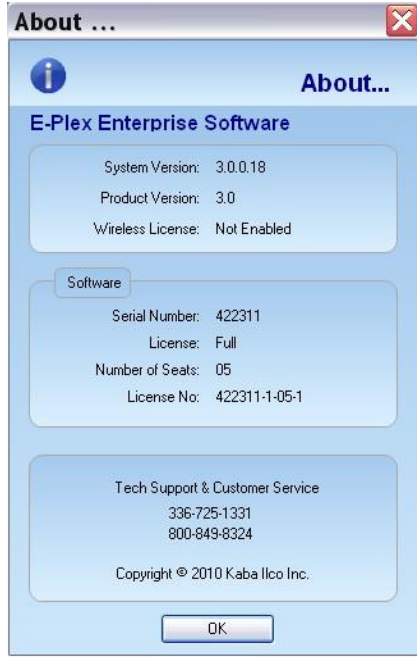 About ...
About...
E-Plex Enterprise Software
System Version: 3.0.0.18
Product Version: 3.0
Wireless License: Not Enabled
Software
Serial Number: 422311
License: Full
Number of Seats: 05
License No: 422311-1-05-1
Tech Support & Customer Service
336-725-1331
800-849-8324
Copyright © 2010 Kaba Ilco Inc.
OK